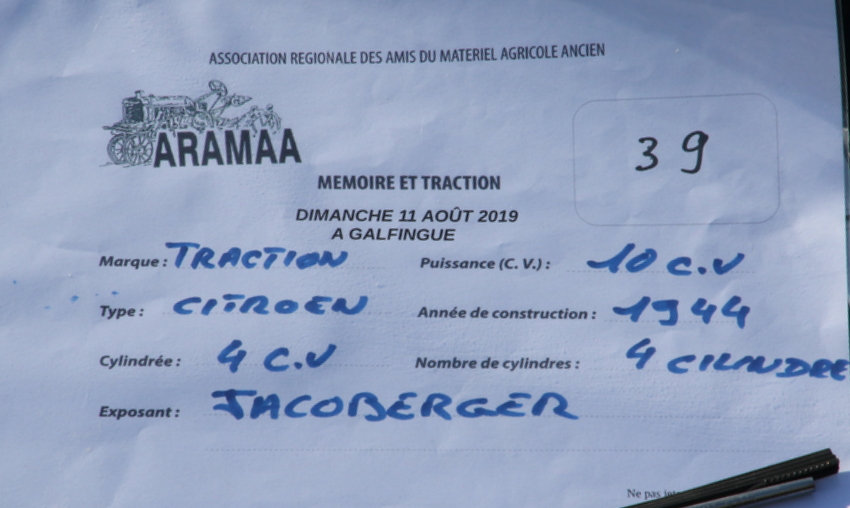 ASSOCIATION REGIONALE DES AMIS DU MATERIEL AGRICOLE ANCIEN
ARAMAA
39
MEMOIRE ET TRACTION
DIMANCHE 11 AOÛT 2019
A GALFINGUE
Marque : TRACTION Puissance (C. V.) : 10 C.V
Type : CITROEN Année de construction : 1944
Cylindrée : 4 C.V Nombre de cylindres : 4 CILINDRE
Exposant : JACOBERGER
Ne pas